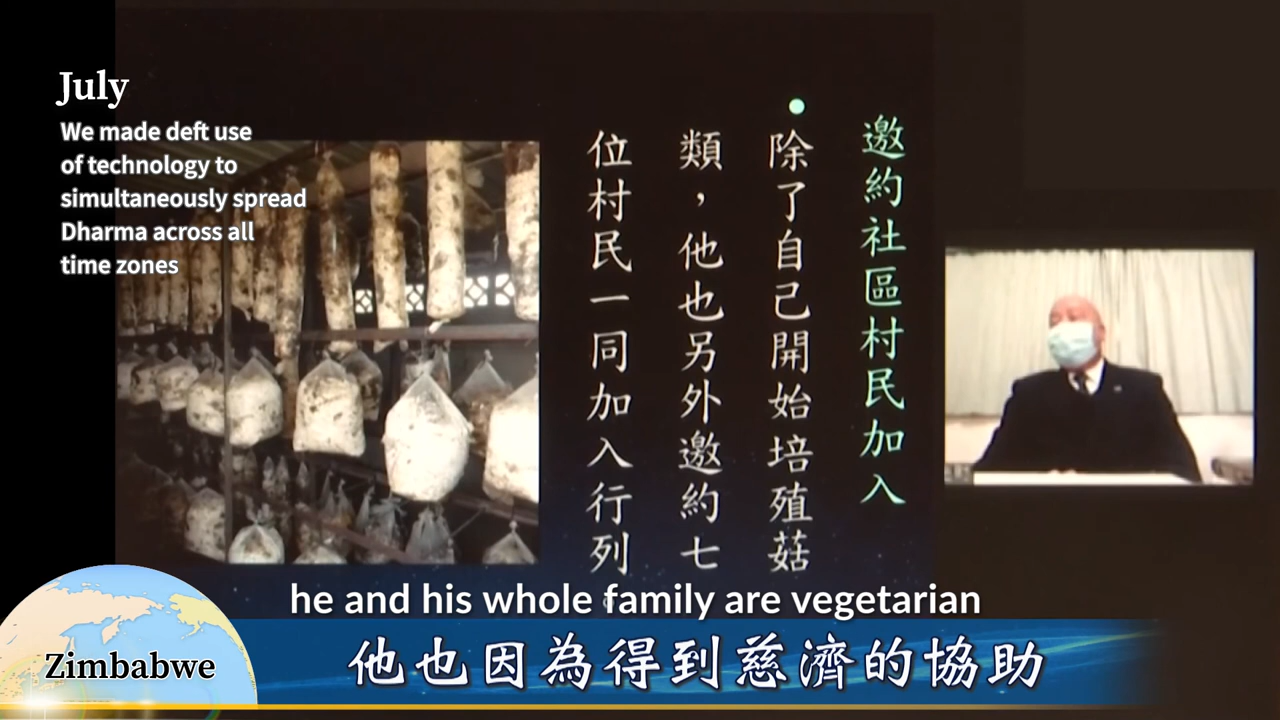 July
We made deft use
of technology to
simultaneously spread
Dharma across all
time zones
邀約社區村民加入
•除了自己開始培殖菇
類，他也另外邀約七
位村民一同加入行列
he and his whole family are vegetarian
Zimbabwe
他也因為得到慈濟的協助